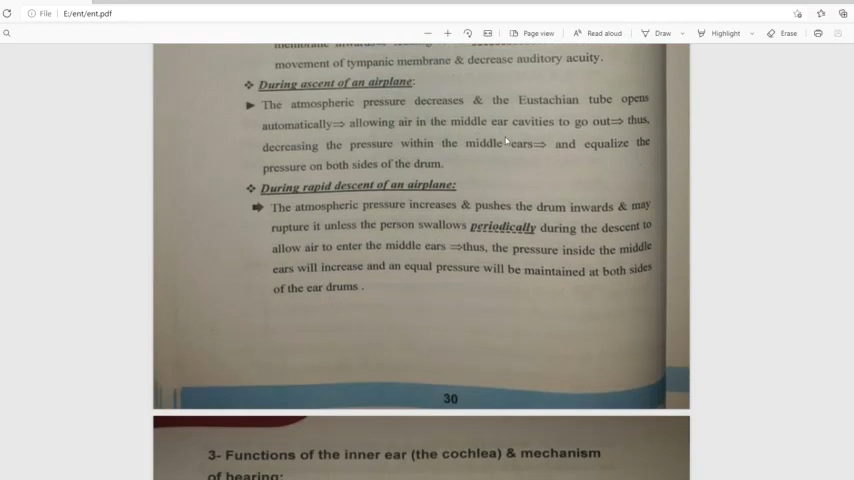 File E:/ent/ent.pdf
Page view Read aloud Draw Highlight Erase
movement of tympanic membrane & decrease auditory acuity.
❖ During ascent of an airplane:
► The atmospheric pressure decreases & the Eustachian tube opens
automatically⇒ allowing air in the middle ear cavities to go out⇒ thus,
decreasing the pressure within the middle ears⇒ and equalize the
pressure on both sides of the drum.
❖ During rapid descent of an airplane:
➡ The atmospheric pressure increases & pushes the drum inwards & may
rupture it unless the person swallows periodically during the descent to
allow air to enter the middle ears ⇒thus, the pressure inside the middle
ears will increase and an equal pressure will be maintained at both sides
of the ear drums .
30
3- Functions of the inner ear (the cochlea) & mechanism
of hearing: